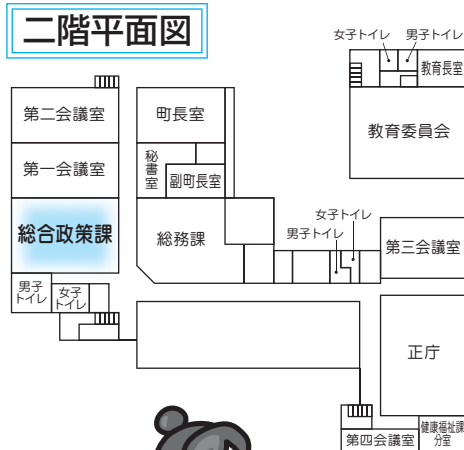 二階平面図
女子トイレ
男子トイレ
教育長室
教育委員会
第二会議室
町長室
第一会議室
秘書室
副町長室
総合政策課
総務課
女子トイレ
男子トイレ
第三会議室
男子
トイレ
女子
トイレ
正庁
第四会議室
健康福祉課
分室